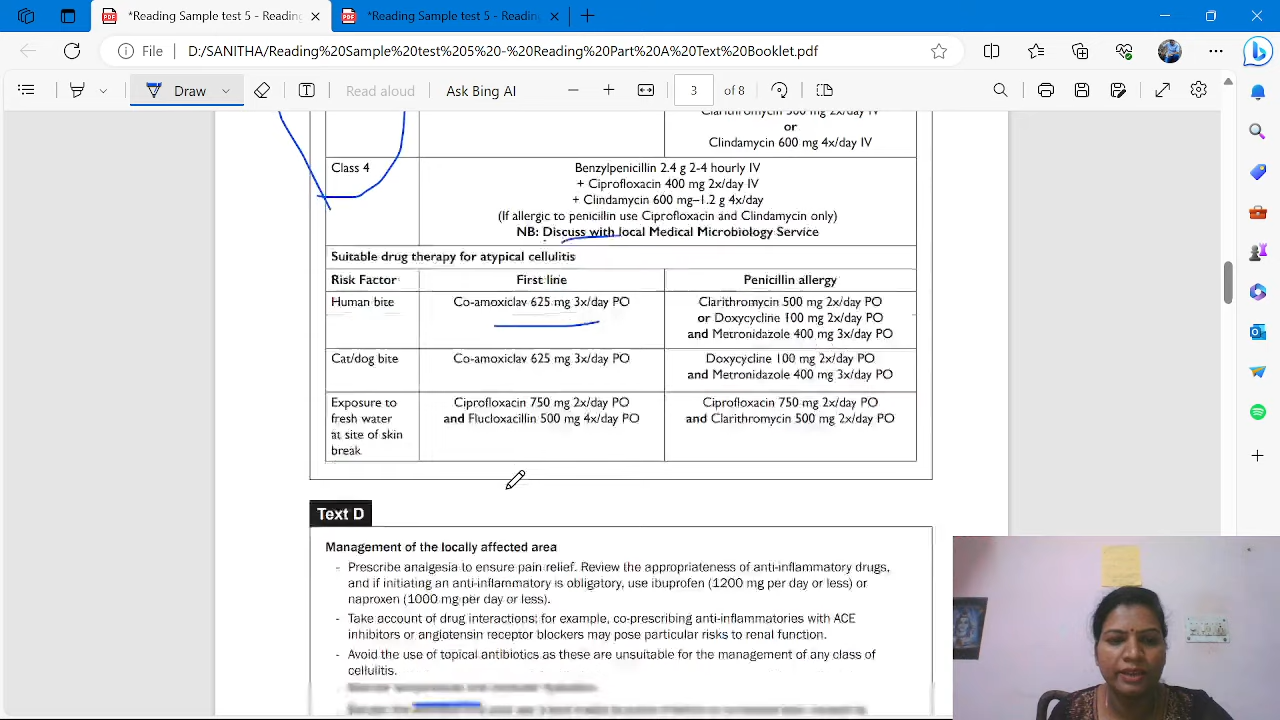 *Reading Sample test 5 - Reading
*Reading Sample test 5 - Reading
File
D:/SANITHA/Reading%20Sample%20test%205%20-%20Reading%20Part%20A%20Text%20Booklet.pdf
Draw
Read aloud
Ask Bing AI
3
of 8
Clarithromycin 500 mg 2x/day IV
or
Clindamycin 600 mg 4x/day IV
Class 4
Benzylpenicillin 2.4 g 2-4 hourly IV
+ Ciprofloxacin 400 mg 2x/day IV
+ Clindamycin 600 mg–1.2 g 4x/day
(If allergic to penicillin use Ciprofloxacin and Clindamycin only)
NB: Discuss with local Medical Microbiology Service
Suitable drug therapy for atypical cellulitis
Risk Factor
First line
Penicillin allergy
Human bite
Co-amoxiclav 625 mg 3x/day PO
Clarithromycin 500 mg 2x/day PO
or Doxycycline 100 mg 2x/day PO
and Metronidazole 400 mg 3x/day PO
Cat/dog bite
Co-amoxiclav 625 mg 3x/day PO
Doxycycline 100 mg 2x/day PO
and Metronidazole 400 mg 3x/day PO
Exposure to
fresh water
at site of skin
break
Ciprofloxacin 750 mg 2x/day PO
and Flucloxacillin 500 mg 4x/day PO
Ciprofloxacin 750 mg 2x/day PO
and Clarithromycin 500 mg 2x/day PO
Text D
Management of the locally affected area
- Prescribe analgesia to ensure pain relief. Review the appropriateness of anti-inflammatory drugs,
and if initiating an anti-inflammatory is obligatory, use ibuprofen (1200 mg per day or less) or
naproxen (1000 mg per day or less).
- Take account of drug interactions: for example, co-prescribing anti-inflammatories with ACE
inhibitors or angiotensin receptor blockers may pose particular risks to renal function.
- Avoid the use of topical antibiotics as these are unsuitable for the management of any class of
cellulitis.